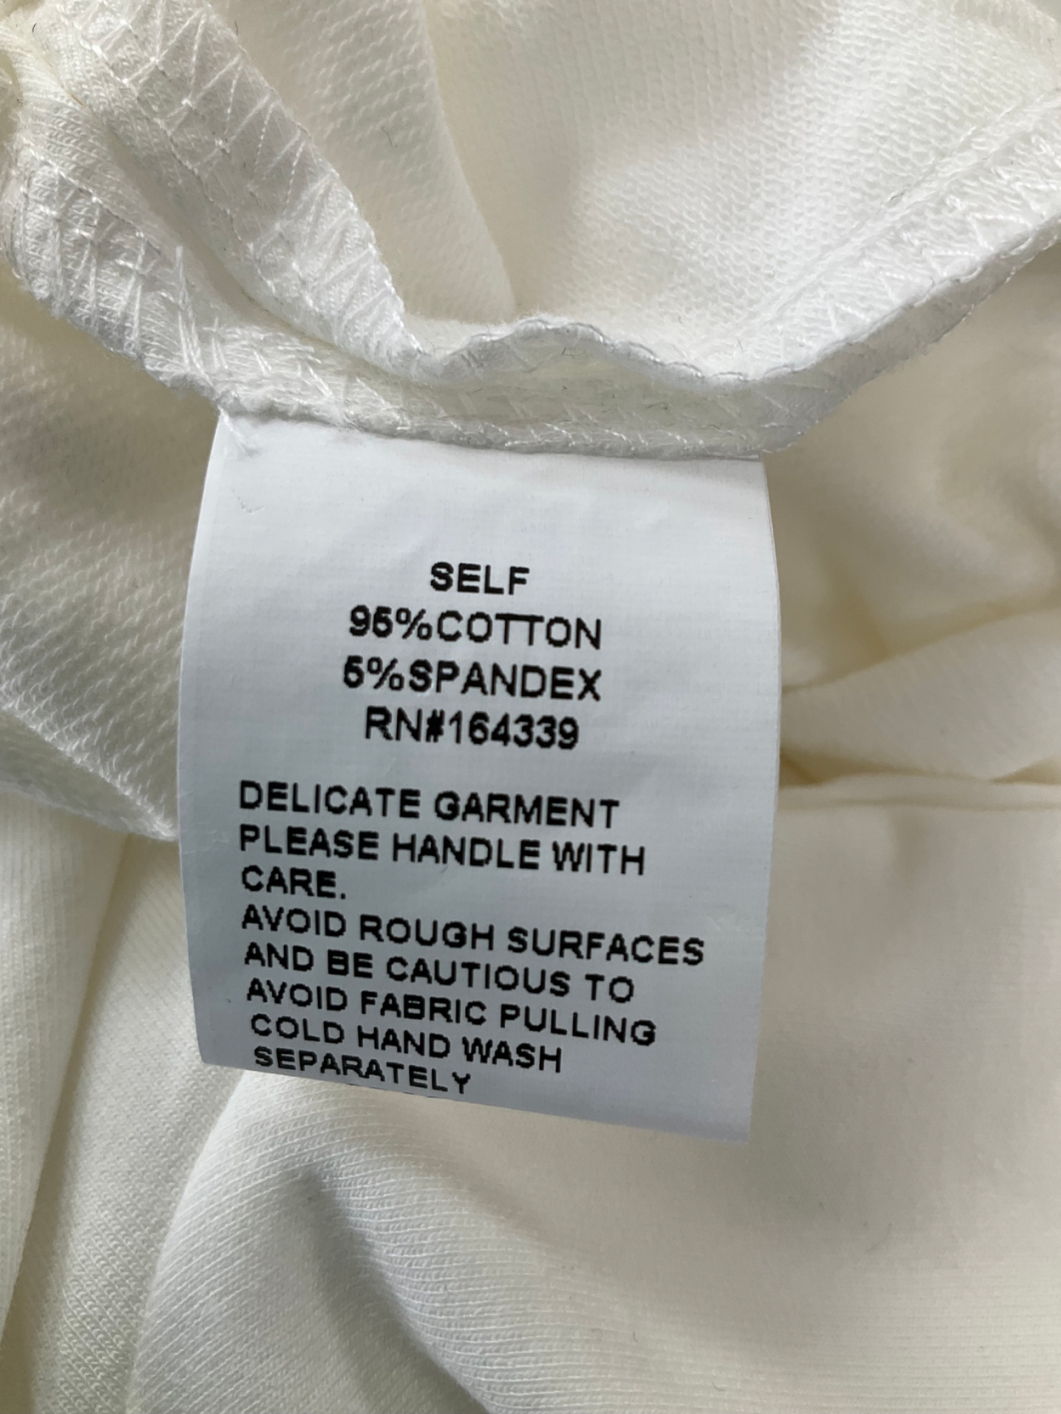 SELF
95%COTTON
5%SPANDEX
RN#164339
DELICATE GARMENT
PLEASE HANDLE WITH
CARE.
AVOID ROUGH SURFACES
AND BE CAUTIOUS TO
AVOID FABRIC PULLING
COLD HAND WASH
SEPARATELY